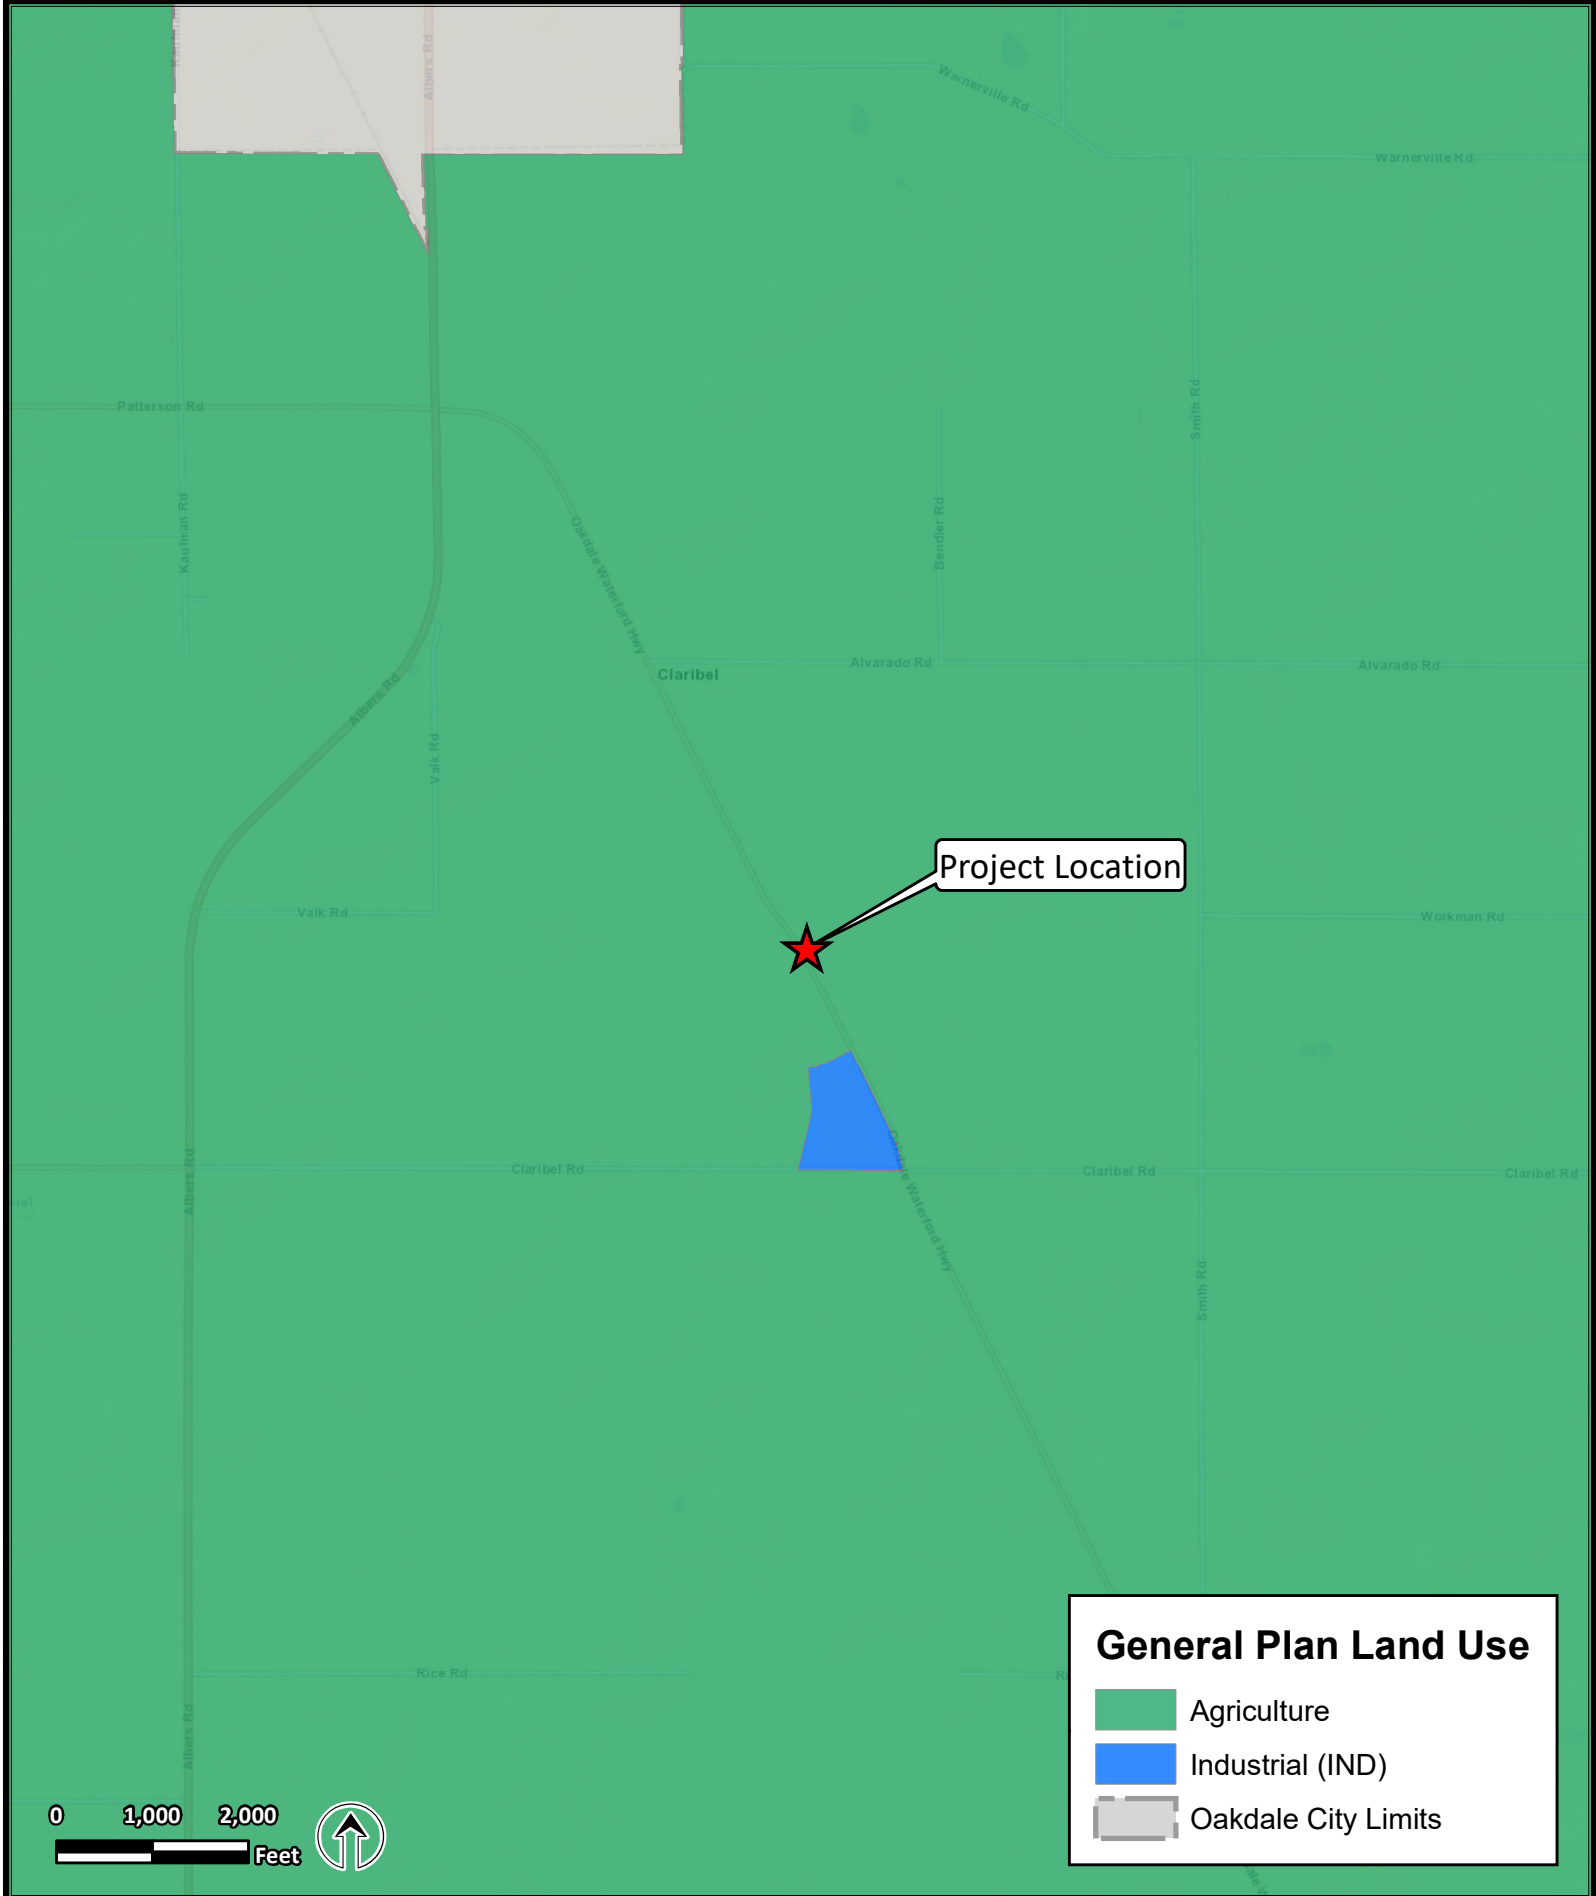 Kaufman
Albers Rd
Warnerville Rd
Warnerville Rd
Patterson Rd
Smith Rd
Kaufman Rd
Bendler Rd
Oakdale Waterford Hwy
Claribel
Alvarado Rd
Alvarado Rd
Albers Rd
Valk Rd
Project Location
Valk Rd
Workman Rd
Oakdale Waterford Hwy
Claribel Rd
Claribel Rd
Claribel Rd
Albers Rd
Smith Rd
Rice Rd
Albers Rd
General Plan Land Use
Agriculture
Industrial (IND)
Oakdale City Limits
0 1,000 2,000
Feet